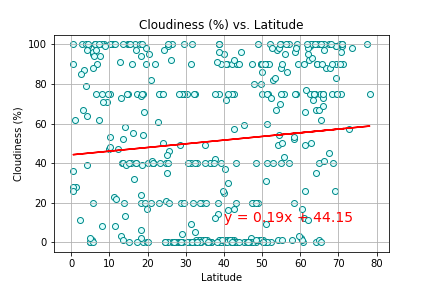 Cloudiness (%) vs. Latitude
100
80
60
40
20
0
Cloudiness (%)
y = 0.19x + 44.15
0 10 20 30 40 50 60 70 80
Latitude